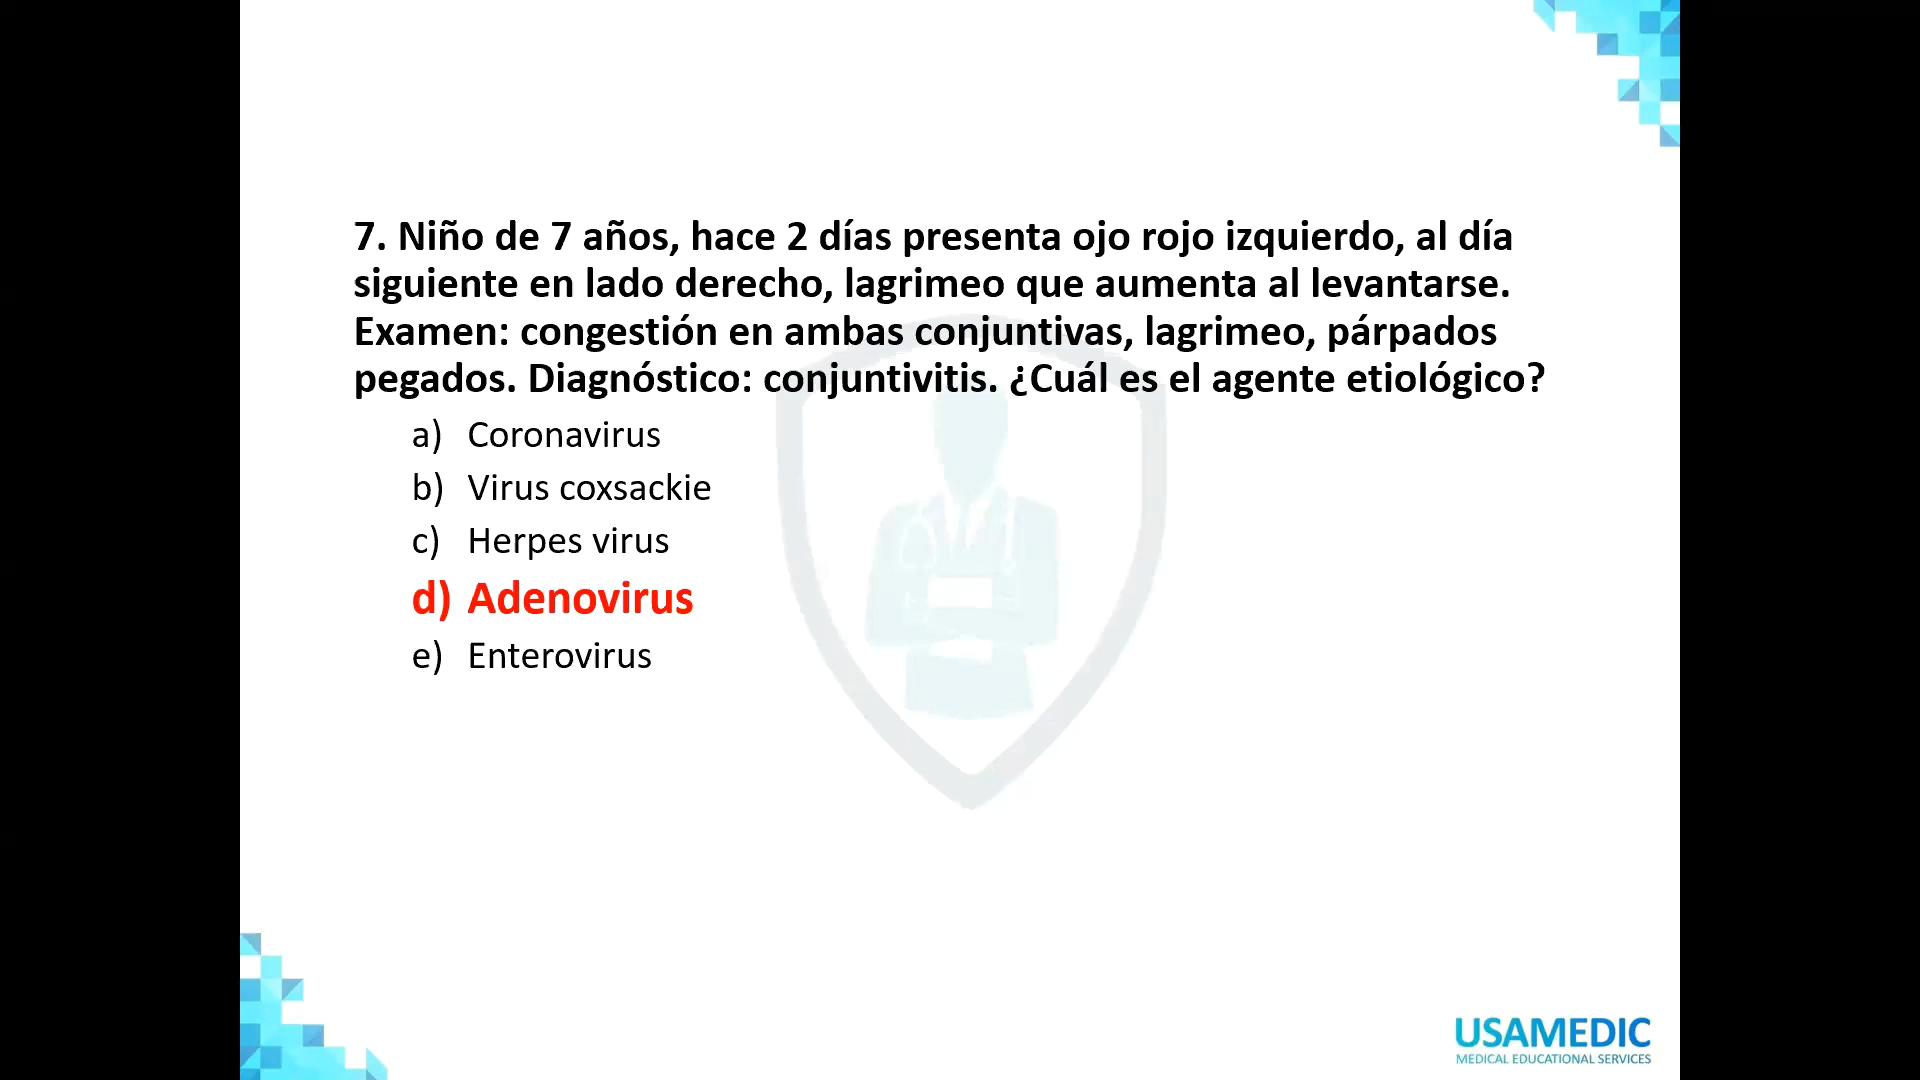 7. Niño de 7 años, hace 2 días presenta ojo rojo izquierdo, al día
siguiente en lado derecho, lagrimeo que aumenta al levantarse.
Examen: congestión en ambas conjuntivas, lagrimeo, párpados
pegados. Diagnóstico: conjuntivitis. ¿Cuál es el agente etiológico?
a) Coronavirus
b) Virus coxsackie
c) Herpes virus
d) Adenovirus
e) Enterovirus
USAMEDIC
MEDICAL EDUCATIONAL SERVICES